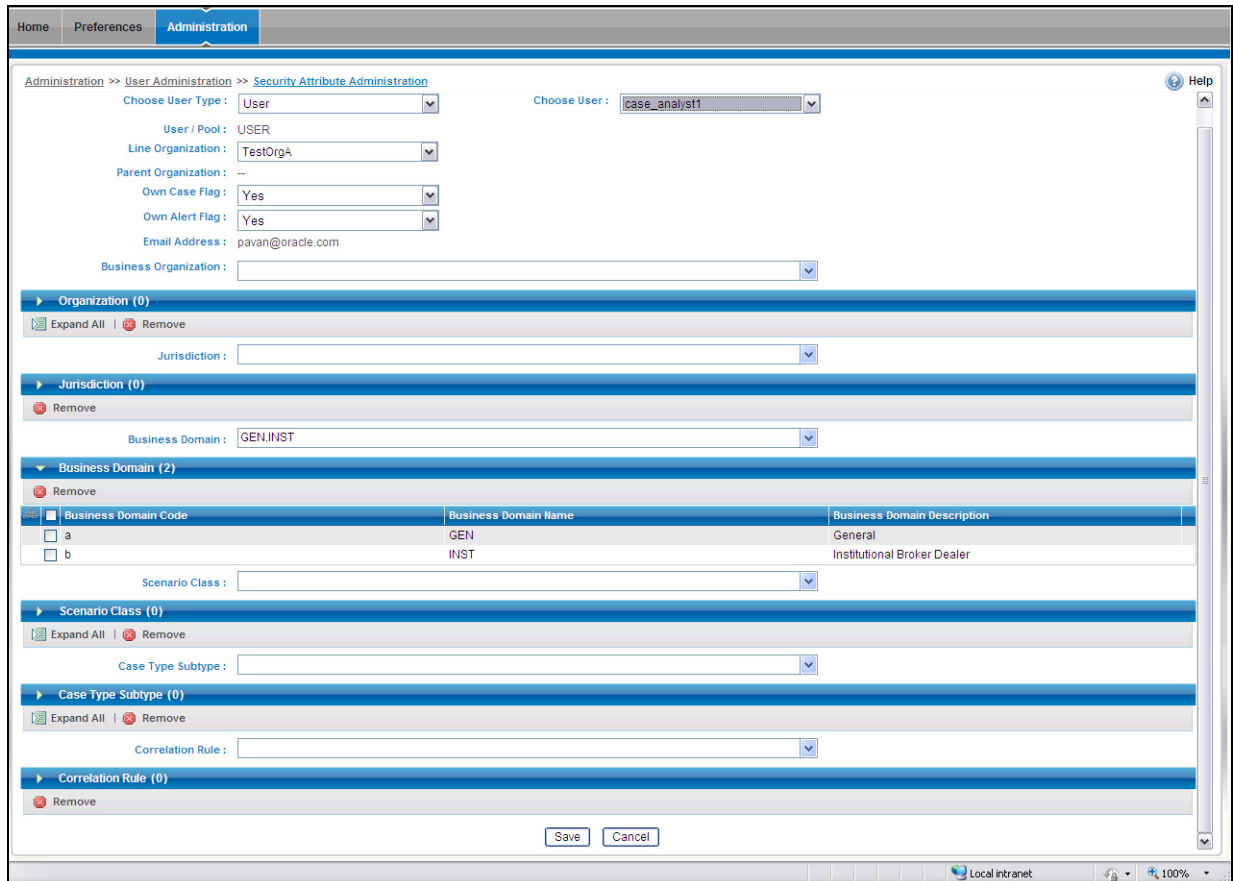 Home Preferences Administration
Administration >> User Administration >> Security Attribute Administration Help
Choose User Type : User Choose User : case_analyst1
User / Pool : USER
Line Organization : TestOrgA
Parent Organization : --
Own Case Flag : Yes
Own Alert Flag : Yes
Email Address : pavan@oracle.com
Business Organization :
Organization (0)
Expand All | Remove
Jurisdiction :
Jurisdiction (0)
Remove
Business Domain : GEN,INST
Business Domain (2)
Remove
Business Domain Code Business Domain Name Business Domain Description
a GEN General
b INST Institutional Broker Dealer
Scenario Class :
Scenario Class (0)
Expand All | Remove
Case Type Subtype :
Case Type Subtype (0)
Expand All | Remove
Correlation Rule :
Correlation Rule (0)
Remove
Save Cancel
Local intranet 100%